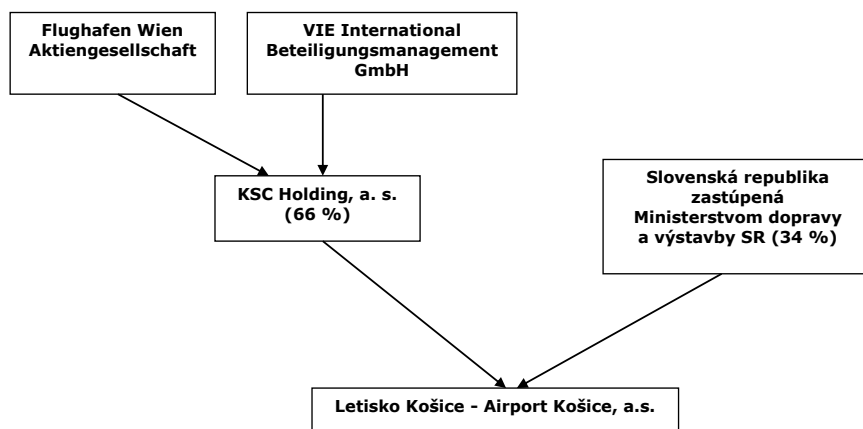 Flughafen Wien
Aktiengesellschaft
VIE International
Beteiligungsmanagement
GmbH
KSC Holding, a. s.
(66 %)
Slovenská republika
zastúpená
Ministerstvom dopravy
a výstavby SR (34 %)
Letisko Košice - Airport Košice, a.s.